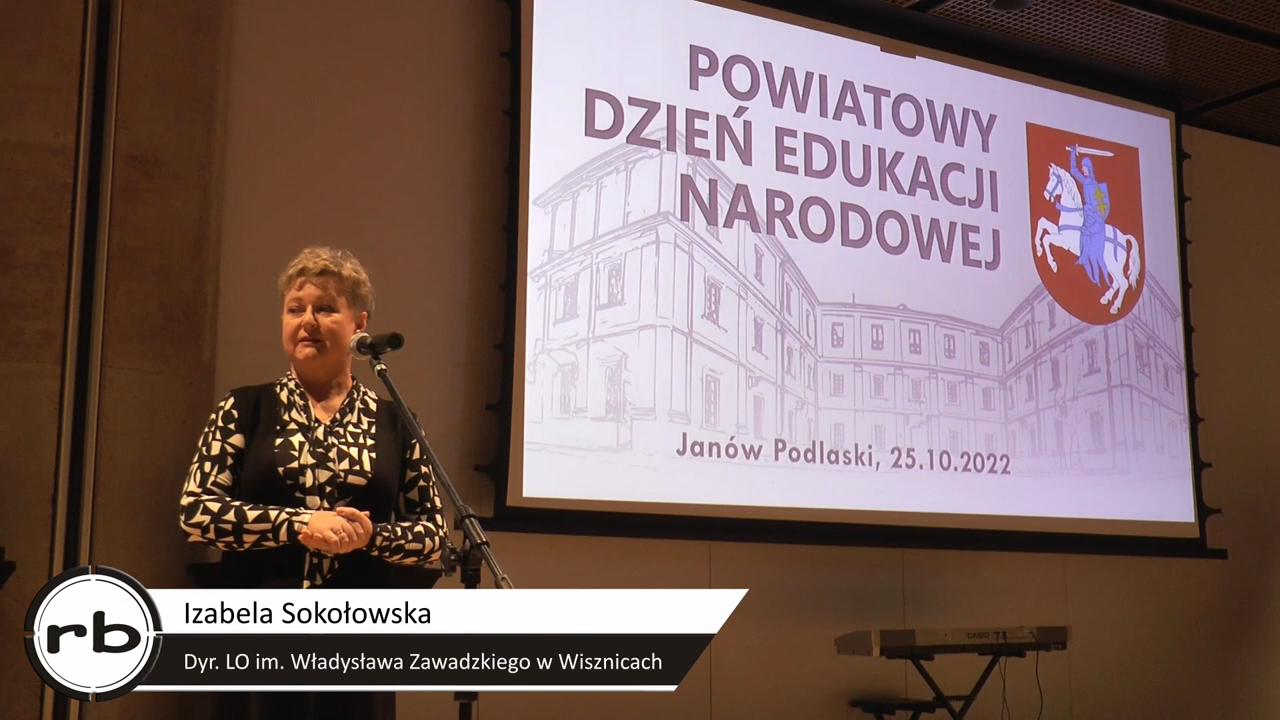 POWIATOWY
DZIEŃ EDUKACJI
NARODOWEJ
Janów Podlaski, 25.10.2022
CASIO
rb
Izabela Sokołowska
Dyr. LO im. Władysława Zawadzkiego w Wisznicach